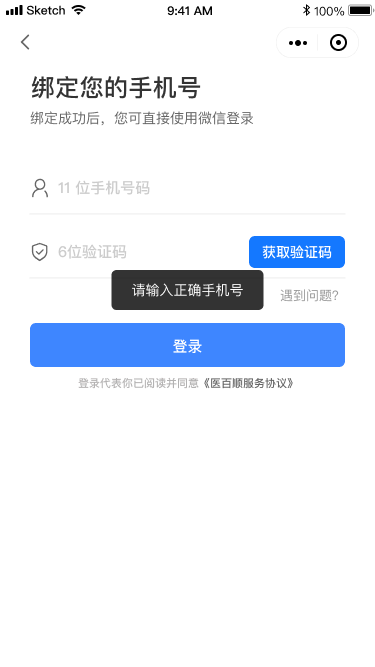 Sketch 9:41 AM 100%
绑定您的手机号
绑定成功后，您可直接使用微信登录
11 位手机号码
6位验证码 获取验证码
请输入正确手机号
遇到问题?
登录
登录代表你已阅读并同意《医百顺服务协议》